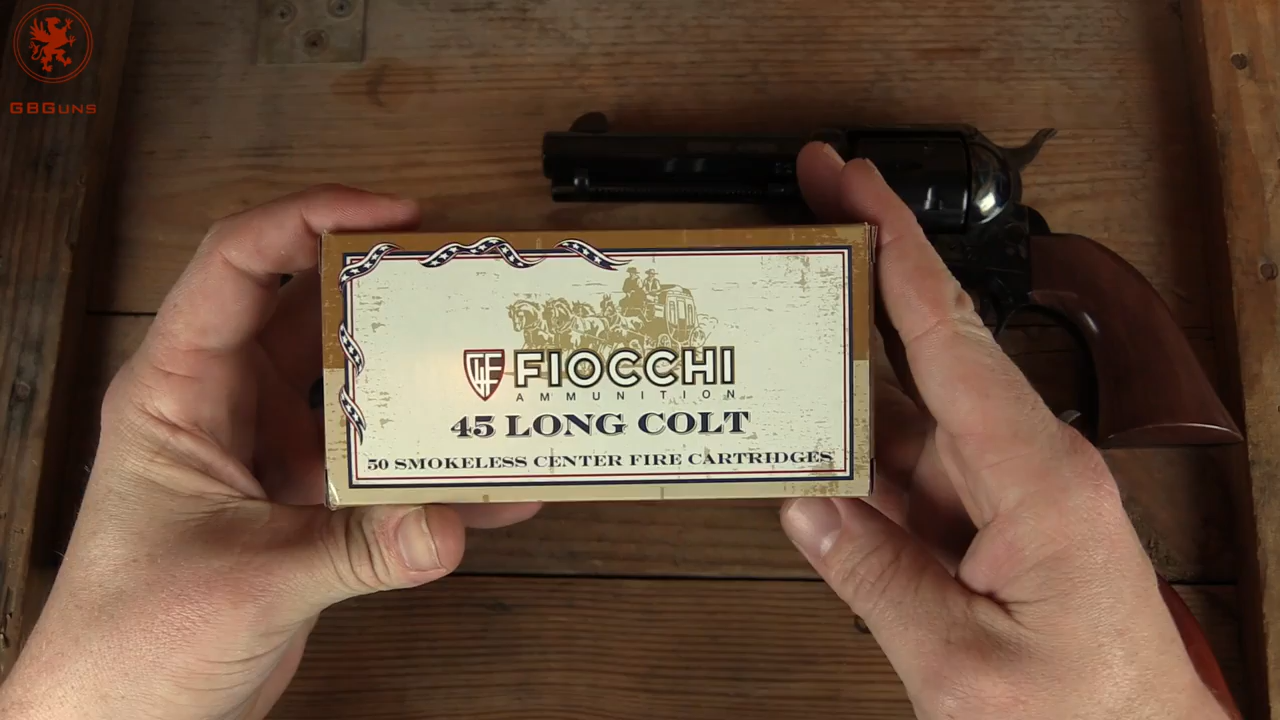 GBGuns
FIOCCHI
AMMUNITION
45 LONG COLT
50 SMOKELESS CENTER FIRE CARTRIDGES